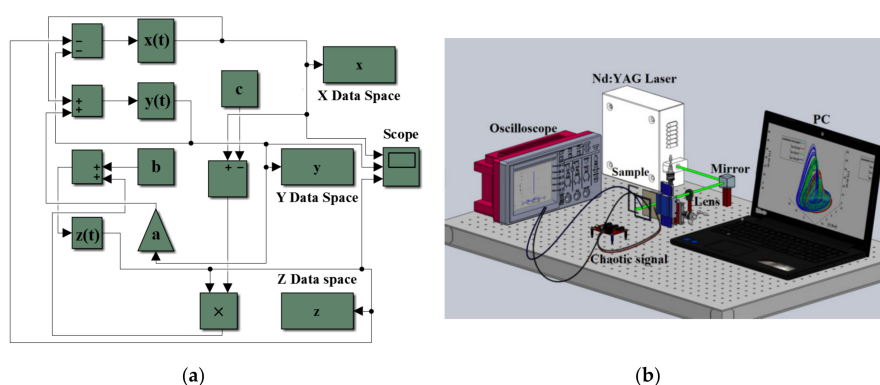 x(t)
x
X Data Space
c
y(t)
Scope
y
Y Data Space
b
z(t)
a
Z Data space
z
×
(a)
Nd:YAG Laser
PC
Oscilloscope
Sample
Mirror
Lens
Chaotic signal
(b)